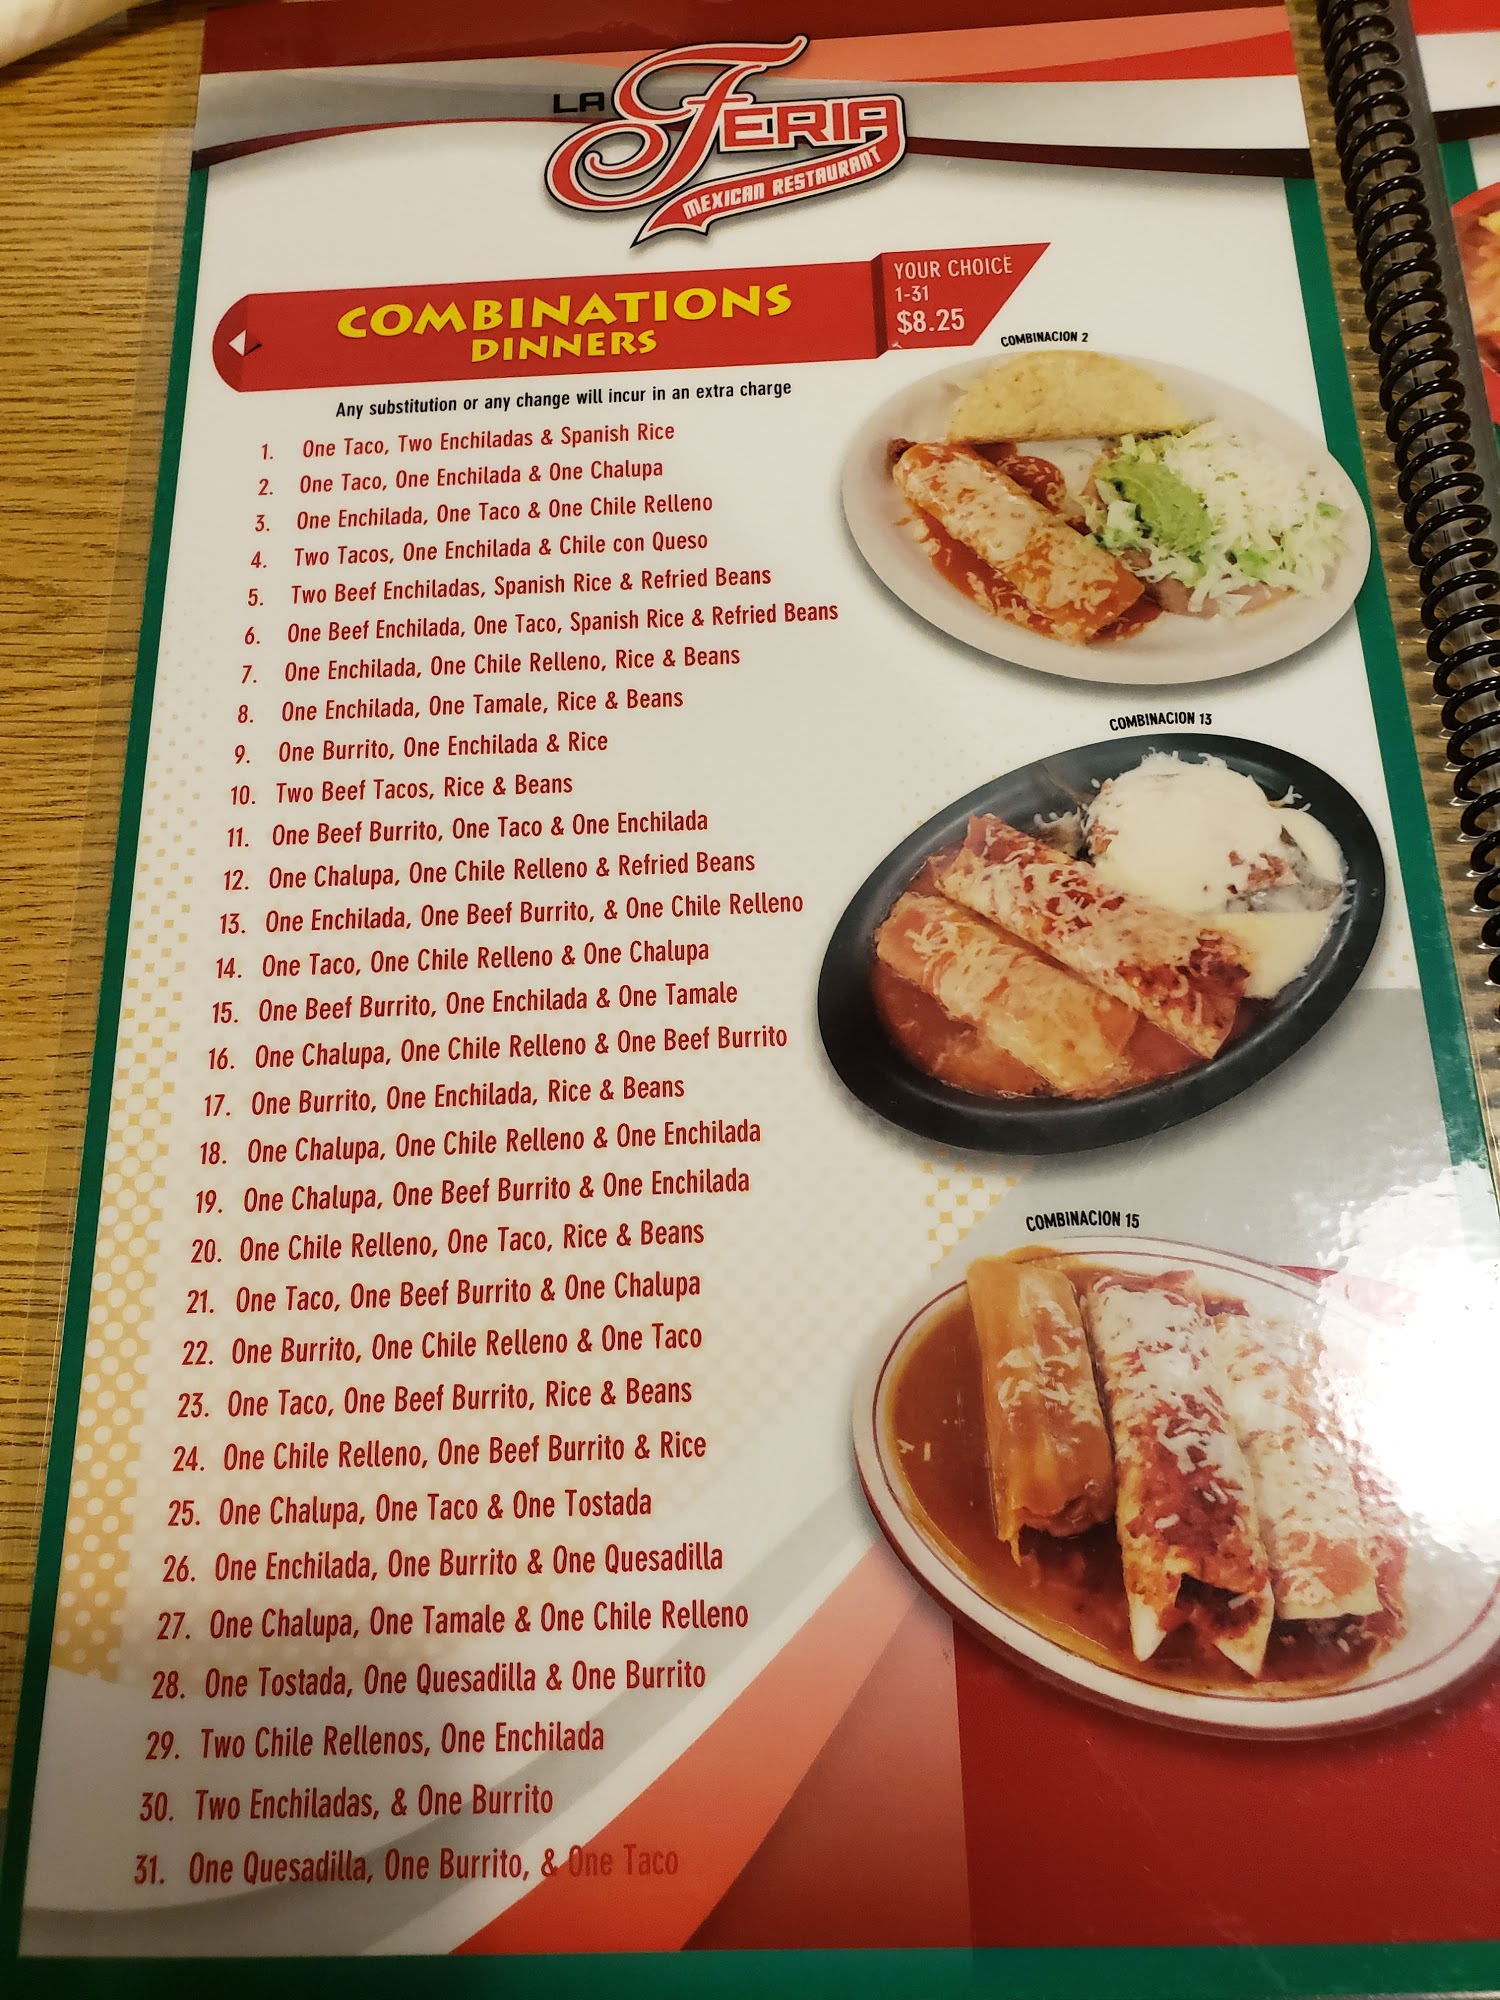 LA FERIA
MEXICAN RESTAURANT
COMBINATIONS
DINNERS
YOUR CHOICE
1-31
$8.25
Any substitution or any change will incur in an extra charge
1. One Taco, Two Enchiladas & Spanish Rice
2. One Taco, One Enchilada & One Chalupa
3. One Enchilada, One Taco & One Chile Relleno
4. Two Tacos, One Enchilada & Chile con Queso
5. Two Beef Enchiladas, Spanish Rice & Refried Beans
6. One Beef Enchilada, One Taco, Spanish Rice & Refried Beans
7. One Enchilada, One Chile Relleno, Rice & Beans
8. One Enchilada, One Tamale, Rice & Beans
9. One Burrito, One Enchilada & Rice
10. Two Beef Tacos, Rice & Beans
11. One Beef Burrito, One Taco & One Enchilada
12. One Chalupa, One Chile Relleno & Refried Beans
13. One Enchilada, One Beef Burrito, & One Chile Relleno
14. One Taco, One Chile Relleno & One Chalupa
15. One Beef Burrito, One Enchilada & One Tamale
16. One Chalupa, One Chile Relleno & One Beef Burrito
17. One Burrito, One Enchilada, Rice & Beans
18. One Chalupa, One Chile Relleno & One Enchilada
19. One Chalupa, One Beef Burrito & One Enchilada
20. One Chile Relleno, One Taco, Rice & Beans
21. One Taco, One Beef Burrito & One Chalupa
22. One Burrito, One Chile Relleno & One Taco
23. One Taco, One Beef Burrito, Rice & Beans
24. One Chile Relleno, One Beef Burrito & Rice
25. One Chalupa, One Taco & One Tostada
26. One Enchilada, One Burrito & One Quesadilla
27. One Chalupa, One Tamale & One Chile Relleno
28. One Tostada, One Quesadilla & One Burrito
29. Two Chile Rellenos, One Enchilada
30. Two Enchiladas, & One Burrito
31. One Quesadilla, One Burrito, & One Taco
COMBINACION 2
COMBINACION 13
COMBINACION 15